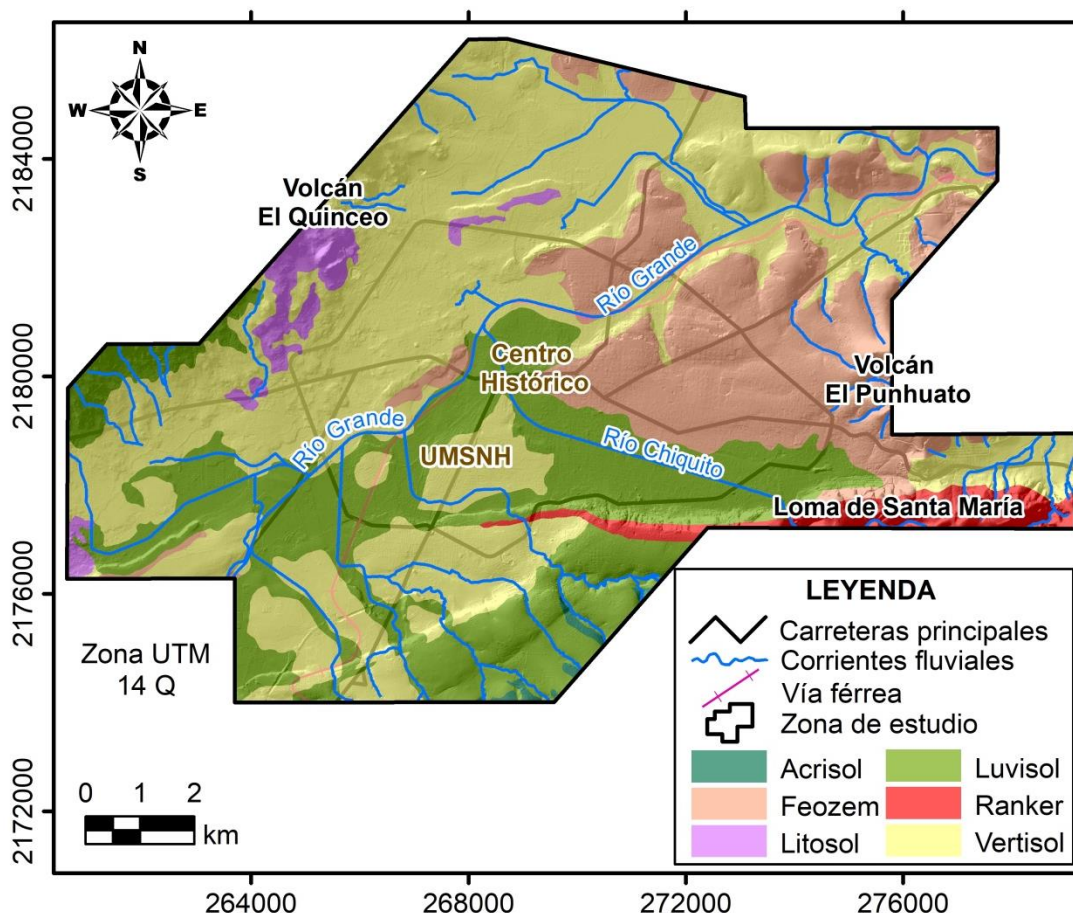 N
W
E
S
2184000
2180000
2176000
2172000
Volcán
El Quinceo
Río Grande
Centro
Histórico
Volcán
El Punhuato
Río Grande
UMSNH
Río Chiquito
Loma de Santa María
Zona UTM
14 Q
0 1 2
km
LEYENDA
Carreteras principales
Corrientes fluviales
Vía férrea
Zona de estudio
Acrisol
Luvisol
Feozem
Ranker
Litosol
Vertisol
264000 268000 272000 276000